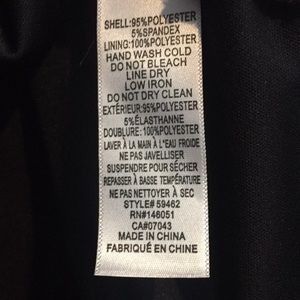 SHELL:95%POLYESTER
5%SPANDEX
LINING:100%POLYESTER
HAND WASH COLD
DO NOT BLEACH
LINE DRY
LOW IRON
DO NOT DRY CLEAN
EXTÉRIEUR:95%POLYESTER
5%ÉLASTHANNE
DOUBLURE:100%POLYESTER
LAVER À LA MAIN À L'EAU FROIDE
NE PAS JAVELLISER
SUSPENDRE POUR SÉCHER
REPASSER À BASSE TEMPÉRATURE
NE PAS NETTOYER À SEC
STYLE#59462
RN#146051
CA#07043
MADE IN CHINA
FABRIQUÉ EN CHINE